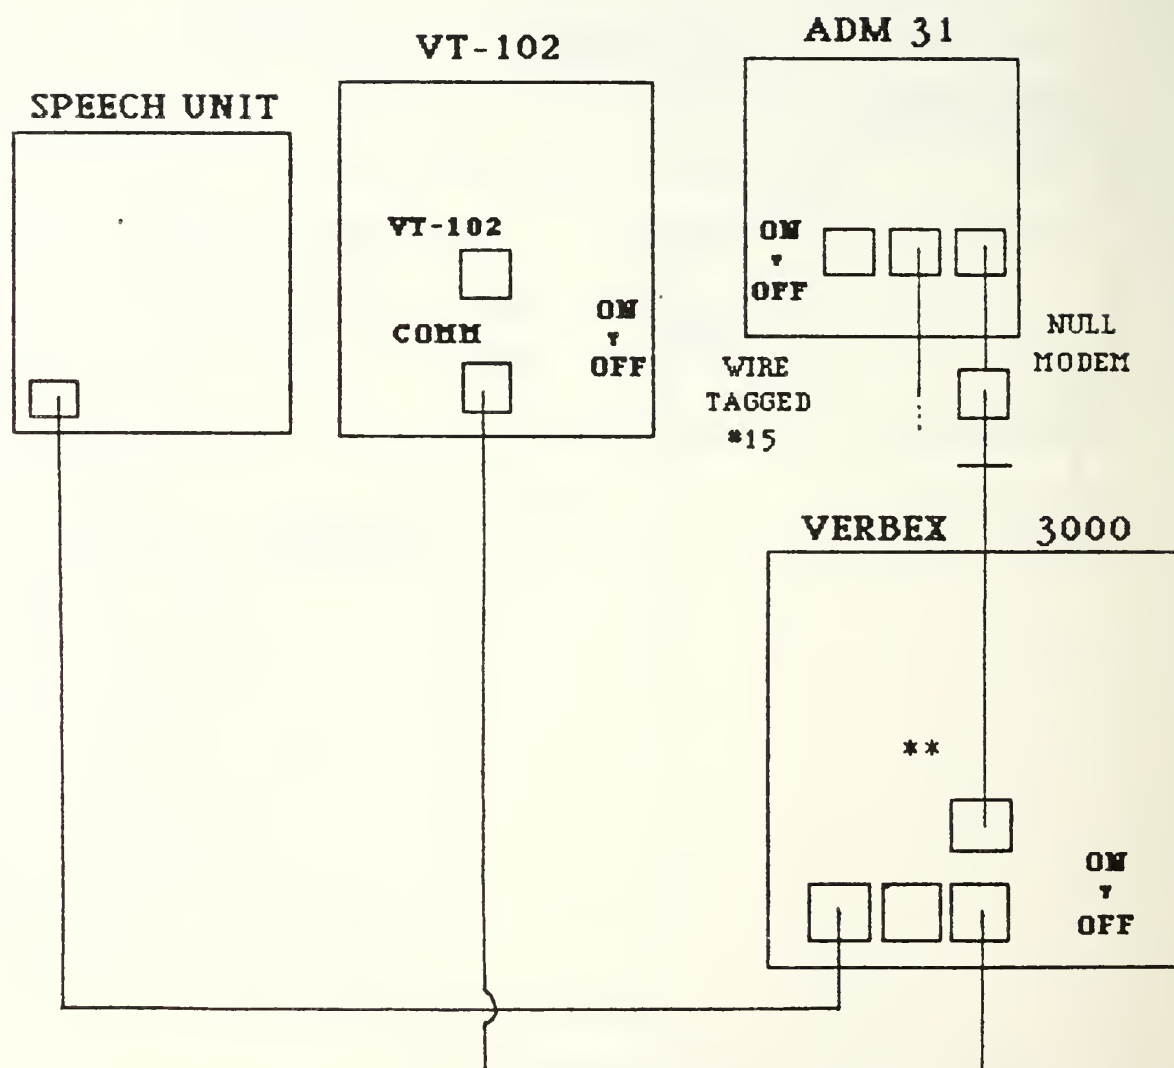 SPEECH UNIT
VT-102
ADM 31
VT-102
COMM
ON
OFF
ON
OFF
WIRE
TAGGED
#15
NULL
MODEM
VERBEX 3000
**
ON
OFF